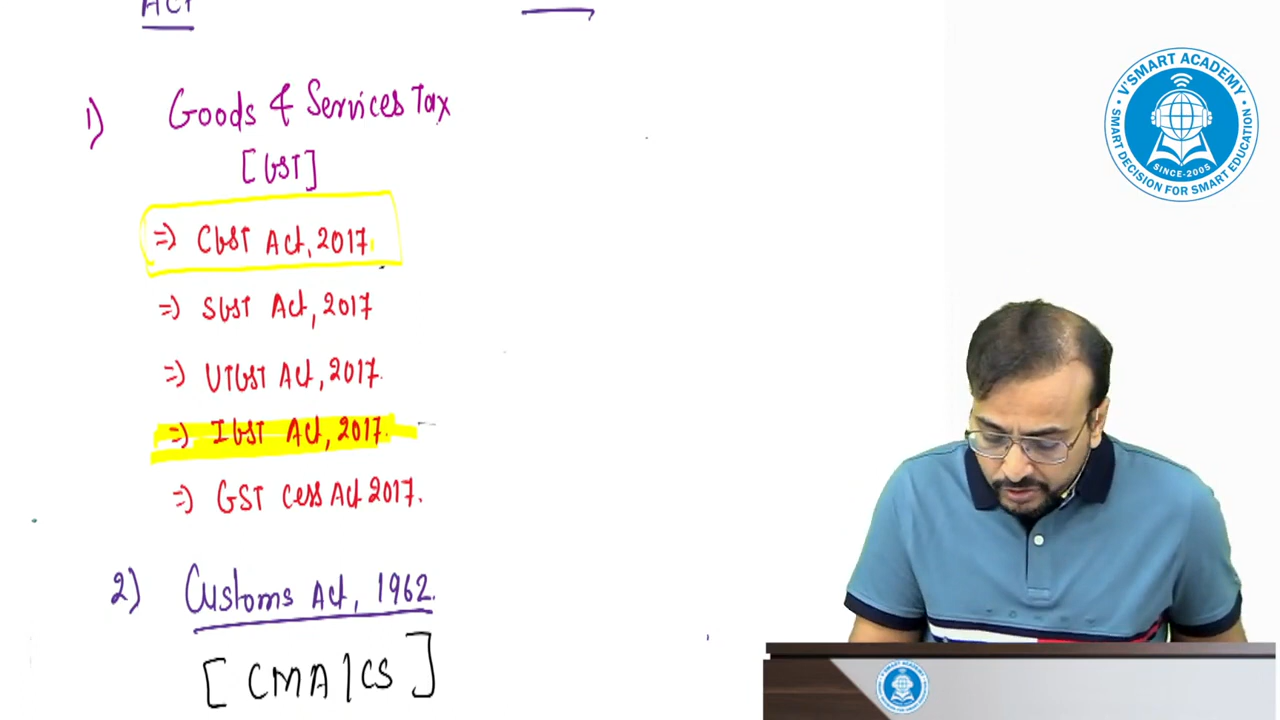 ACT
1) Goods & Services Tax
[GST]
=) CGST Act, 2017.
=) SGST Act, 2017
=) UTGST Act, 2017.
=) IGST Act, 2017.
=) GST Cess Act 2017.
2) Customs Act, 1962.
[CMA/CS]
V'SMART ACADEMY
SINCE-2005
SMART DECISION FOR SMART EDUCATION